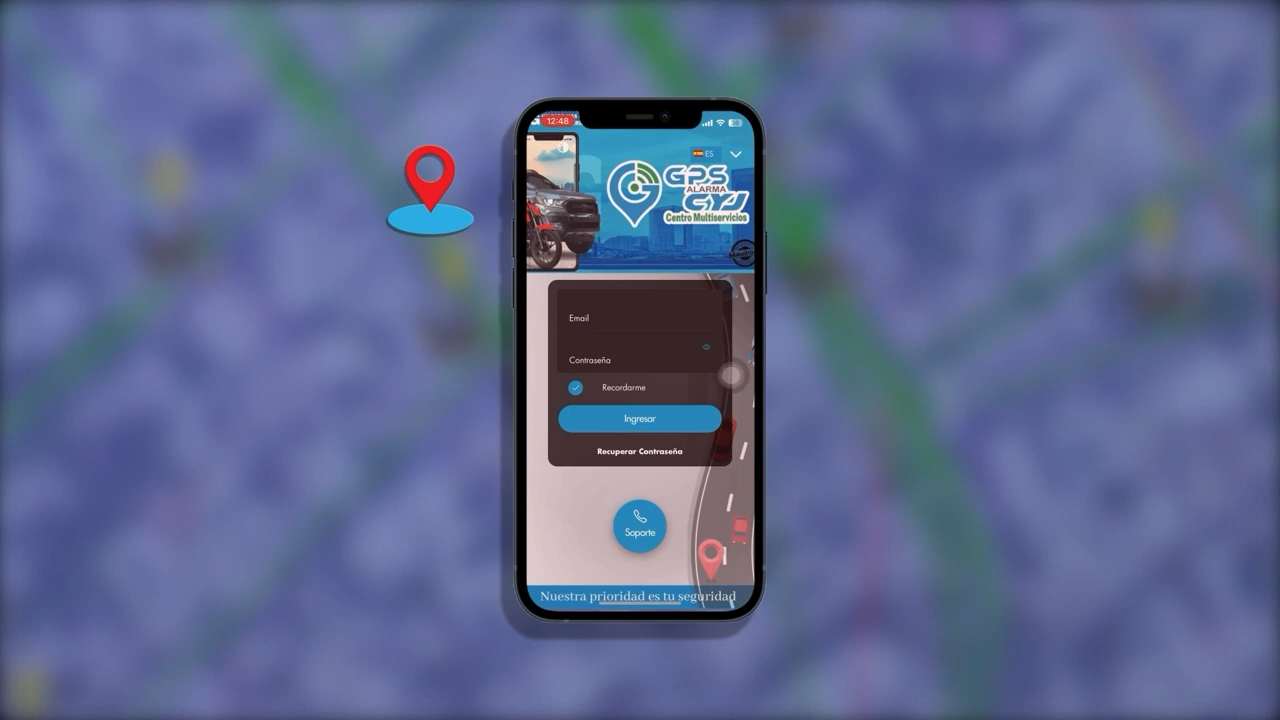 12:48
ES
GPS
ALARMA
CYJ
Centro Multiservicios
Email
Contraseña
Recordarme
Ingresar
Recuperar Contraseña
Soporte
Nuestra prioridad es tu seguridad